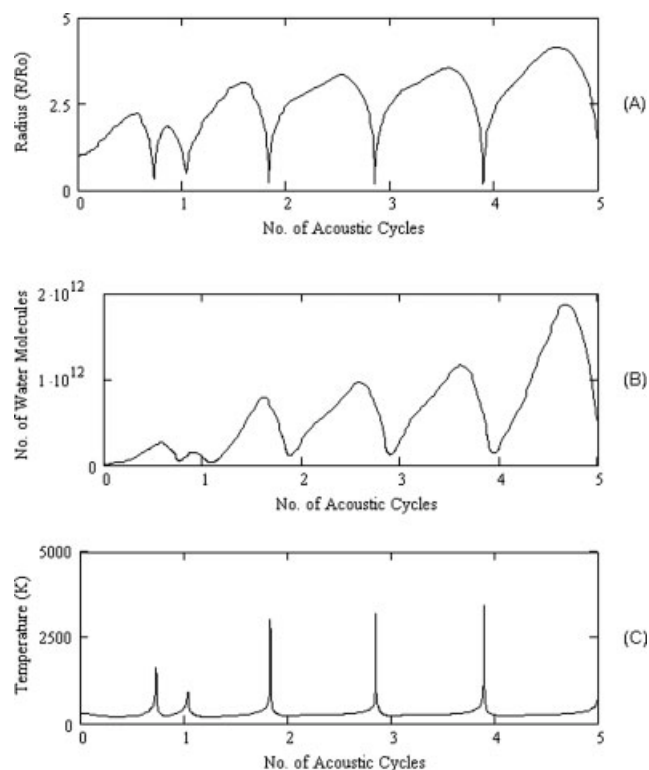 5
2.5
0
Radius (R/Ro)
0 1 2 3 4 5
No. of Acoustic Cycles
(A)
2·10¹²
1·10¹²
0
No. of Water Molecules
0 1 2 3 4 5
No. of Acoustic Cycles
(B)
5000
2500
0
Temperature (K)
0 1 2 3 4 5
No. of Acoustic Cycles
(C)